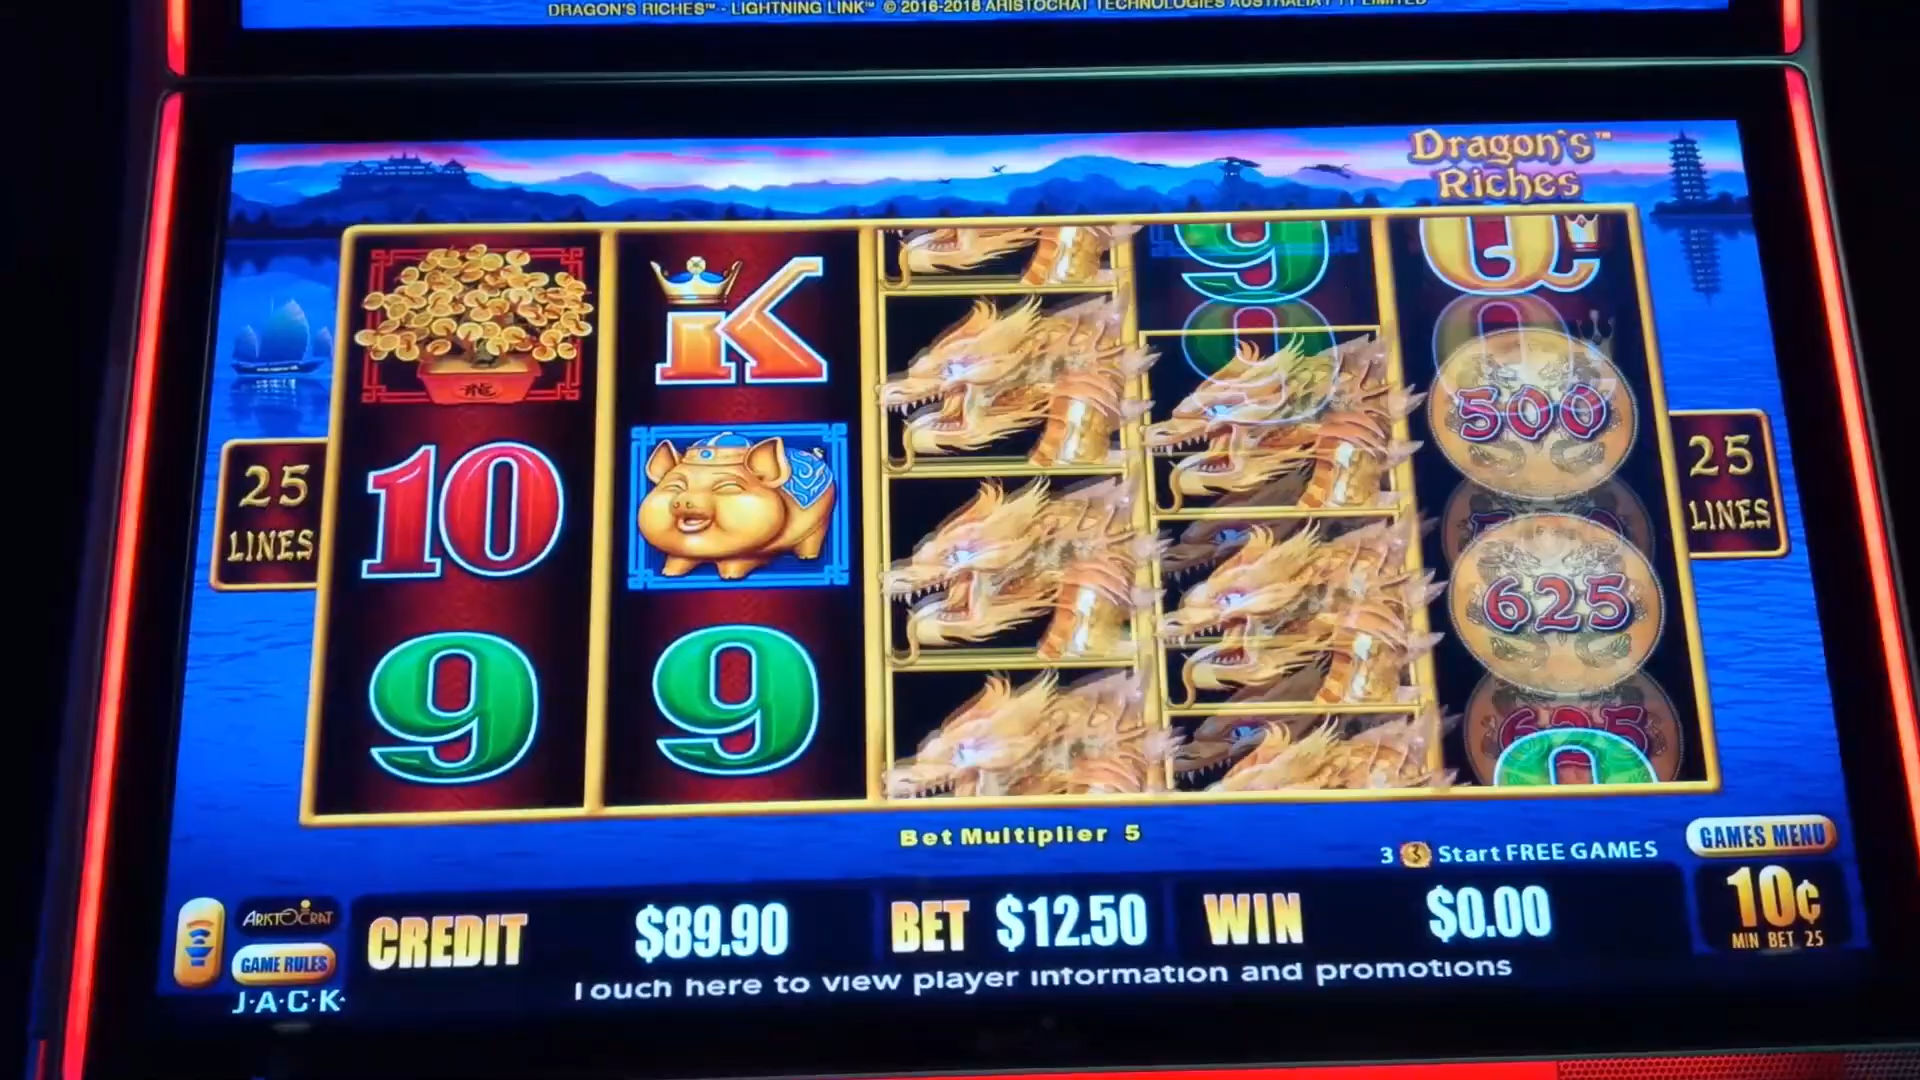 DRAGON'S RICHES™ - LIGHTNING LINK™ © 2016-2018 ARISTOCRAT TECHNOLOGIES AUSTRALIA PTY LIMITED
Dragon's™
Riches
K
9
Q
500
25
LINES
10
625
25
LINES
9
9
625
Bet Multiplier 5
3 Start FREE GAMES
GAMES MENU
ARISTOCRAT
GAME RULES
J·A·C·K·
CREDIT $89.90
BET $12.50
WIN $0.00
10¢
MIN BET 25
Touch here to view player information and promotions